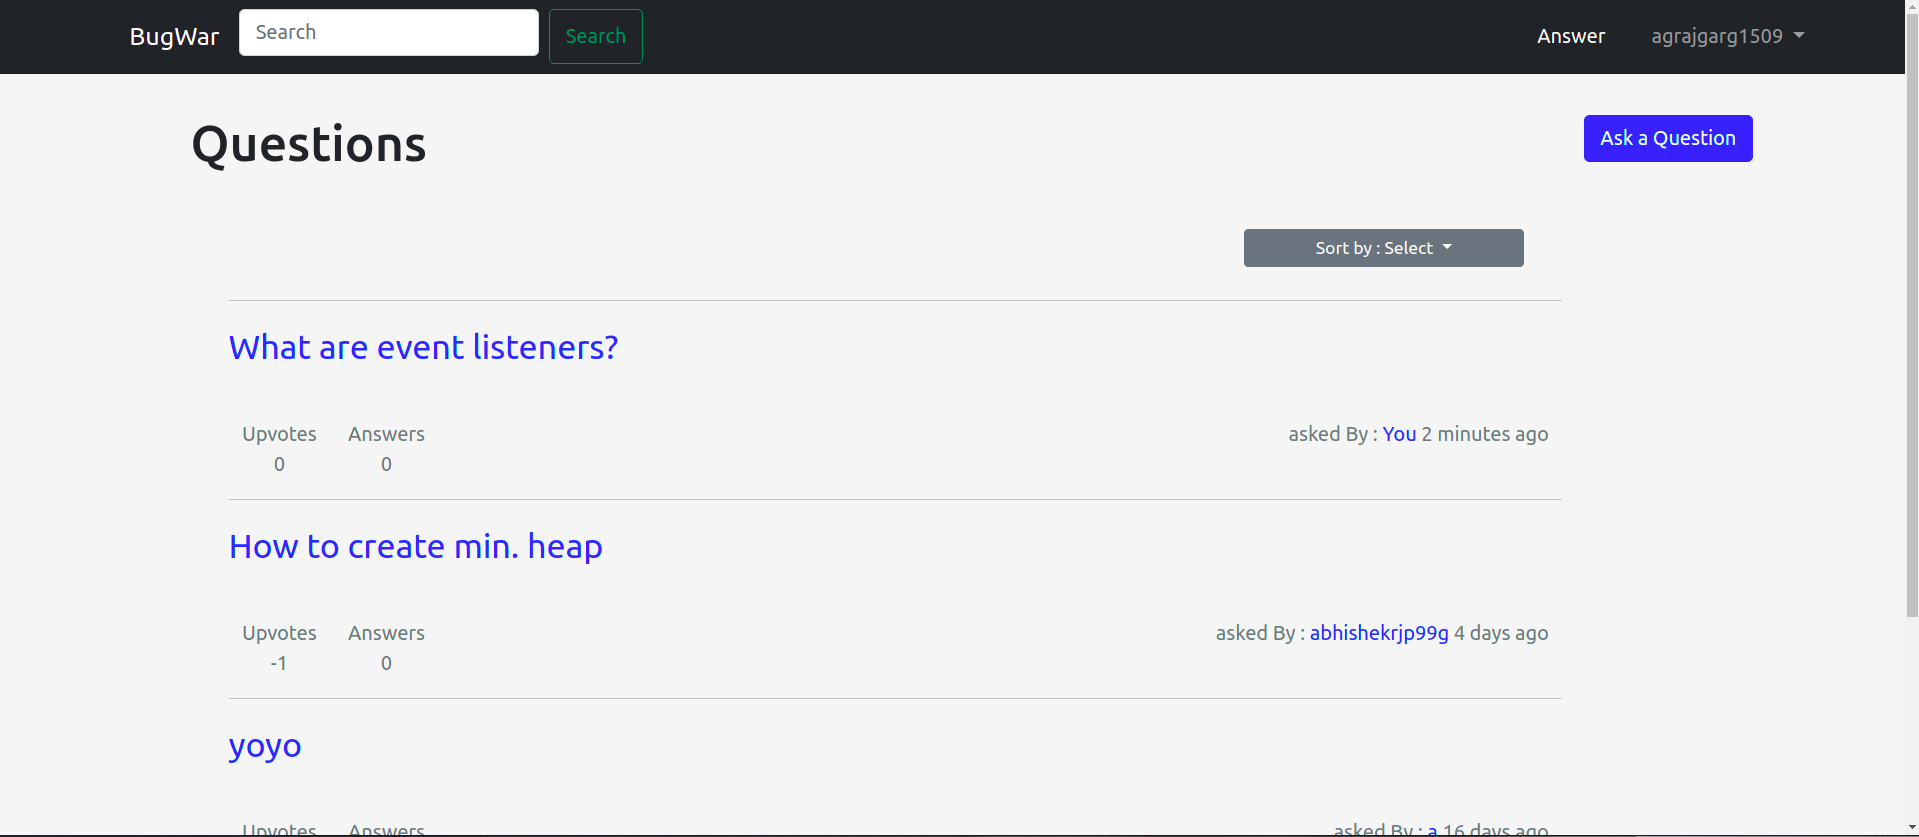 BugWar Search Search Answer agrajgarg1509
Questions Ask a Question
Sort by : Select
What are event listeners?
Upvotes Answers asked By : You 2 minutes ago
0 0
How to create min. heap
Upvotes Answers asked By : abhishekrjp99g 4 days ago
-1 0
yoyo
Upvotes Answers asked By : a 16 days ago